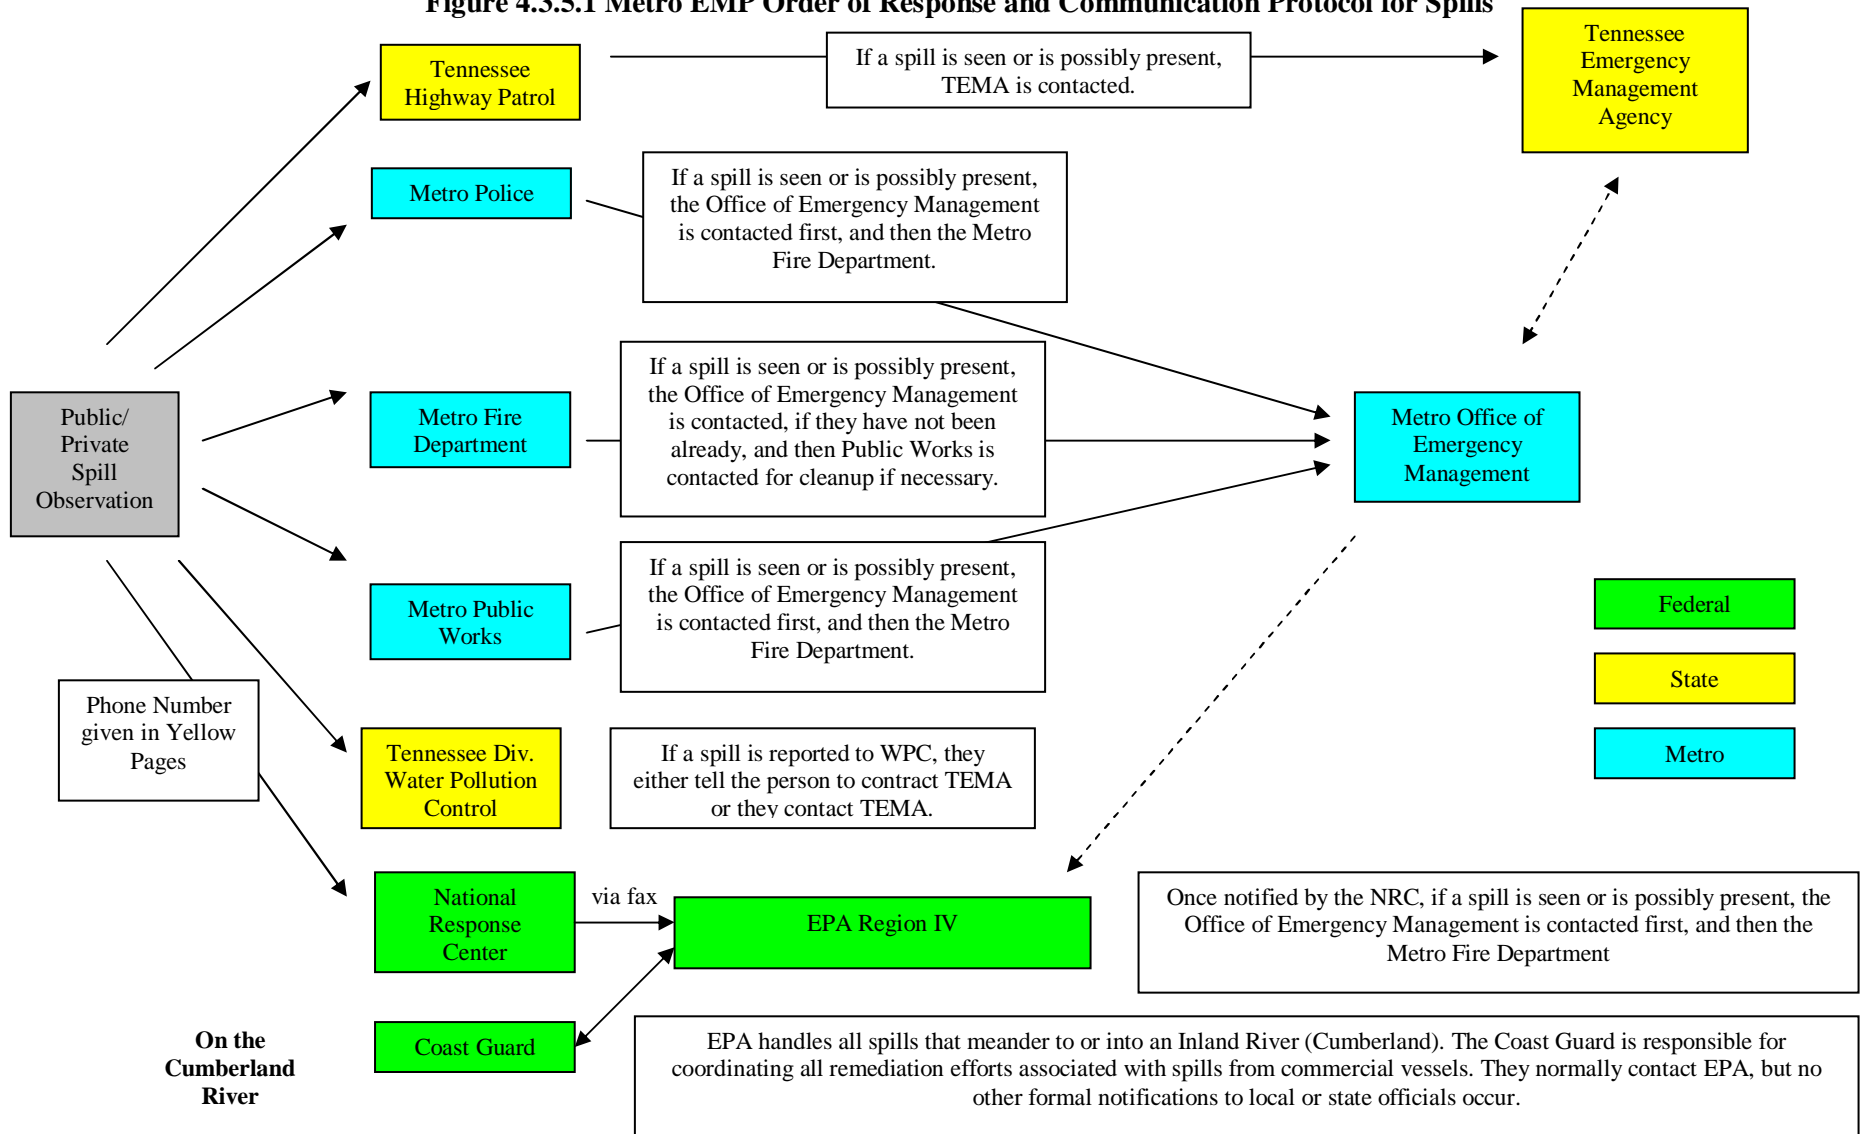 Figure 4.3.5.1 Metro EMP Order of Response and Communication Protocol for Spills
Tennessee
Highway Patrol
If a spill is seen or is possibly present,
TEMA is contacted.
Tennessee
Emergency
Management
Agency
Metro Police
If a spill is seen or is possibly present,
the Office of Emergency Management
is contacted first, and then the Metro
Fire Department.
Public/
Private
Spill
Observation
Metro Fire
Department
If a spill is seen or is possibly present,
the Office of Emergency Management
is contacted, if they have not been
already, and then Public Works is
contacted for cleanup if necessary.
Metro Office of
Emergency
Management
Metro Public
Works
If a spill is seen or is possibly present,
the Office of Emergency Management
is contacted first, and then the Metro
Fire Department.
Federal
State
Metro
Phone Number
given in Yellow
Pages
Tennessee Div.
Water Pollution
Control
If a spill is reported to WPC, they
either tell the person to contract TEMA
or they contact TEMA.
National
Response
Center
via fax
EPA Region IV
Once notified by the NRC, if a spill is seen or is possibly present, the
Office of Emergency Management is contacted first, and then the
Metro Fire Department
On the
Cumberland
River
Coast Guard
EPA handles all spills that meander to or into an Inland River (Cumberland). The Coast Guard is responsible for
coordinating all remediation efforts associated with spills from commercial vessels. They normally contact EPA, but no
other formal notifications to local or state officials occur.